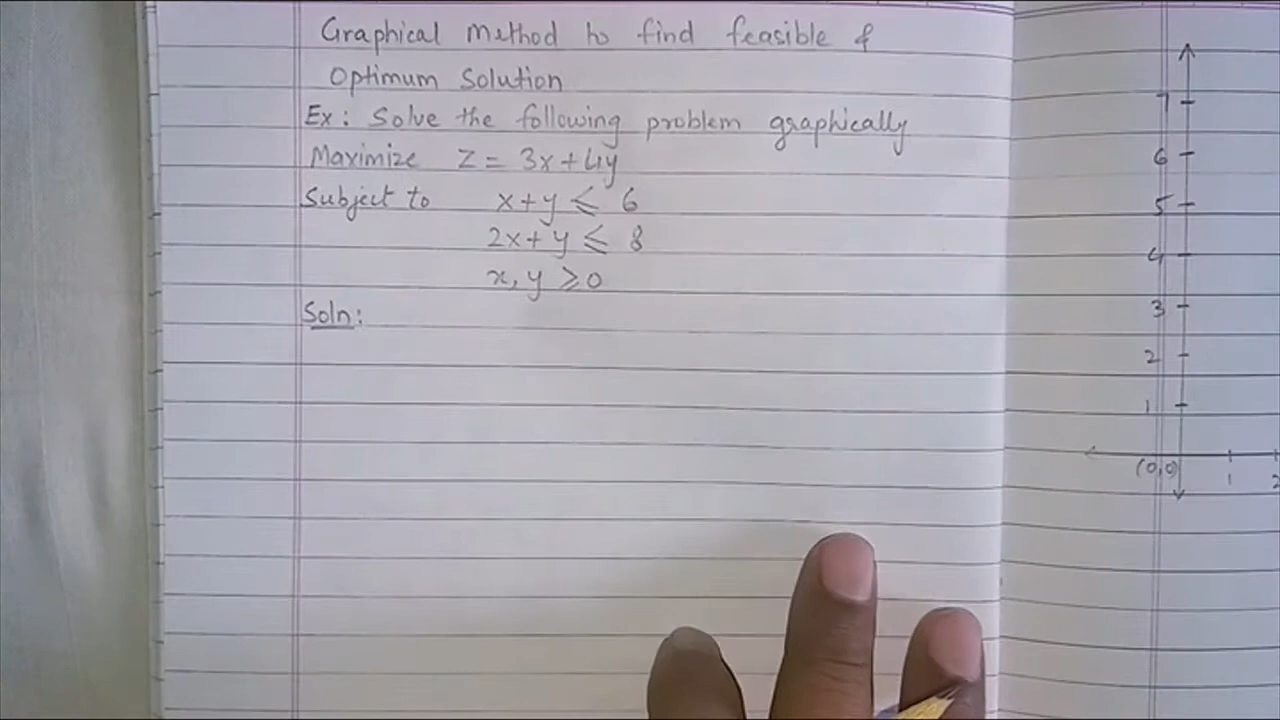 Graphical method to find feasible &
Optimum Solution
Ex: Solve the following problem graphically
Maximize Z = 3x+4y
Subject to x+y ⩽ 6
2x+y ⩽ 8
x, y ⩾ 0
Soln:
7
6
5
4
3
2
1
(0,0) 1 2